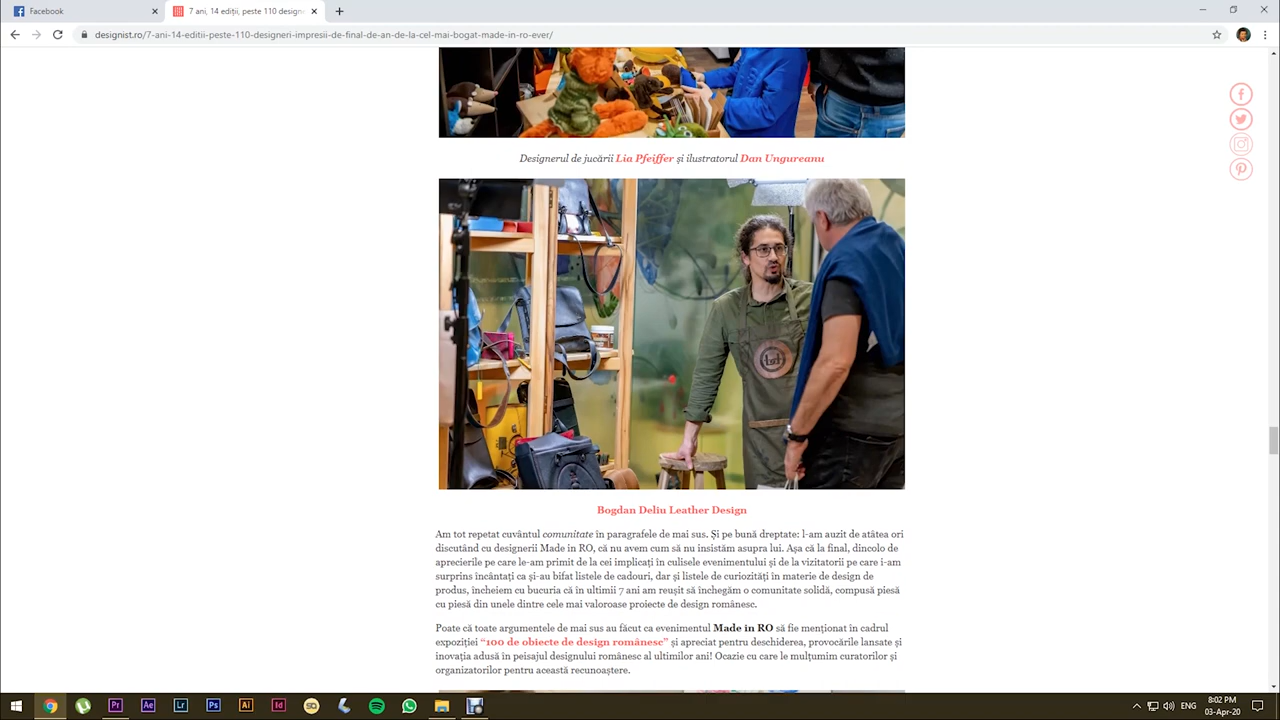 Facebook
7 ani, 14 ediții, peste 110 design
designist.ro/7-ani-14-editii-peste-110-designeri-impresii-de-final-de-an-de-la-cel-mai-bogat-made-in-ro-ever/
Designerul de jucării Lia Pfeiffer și ilustratorul Dan Ungureanu
Bogdan Deliu Leather Design
Am tot repetat cuvântul comunitate în paragrafele de mai sus. Și pe bună dreptate: l-am auzit de atâtea ori
discutând cu designerii Made in RO, că nu avem cum să nu insistăm asupra lui. Așa că la final, dincolo de
aprecierile pe care le-am primit de la cei implicați în culisele evenimentului și de la vizitatorii pe care i-am
surprins încântați ca și-au bifat listele de cadouri, dar și listele de curiozități în materie de design de
produs, încheiem cu bucuria că în ultimii 7 ani am reușit să închegăm o comunitate solidă, compusă piesă
cu piesă din unele dintre cele mai valoroase proiecte de design românesc.
Poate că toate argumentele de mai sus au făcut ca evenimentul Made in RO să fie menționat în cadrul
expoziției “100 de obiecte de design românesc” și apreciat pentru deschiderea, provocările lansate și
inovația adusă în peisajul designului românesc al ultimilor ani! Ocazie cu care le mulțumim curatorilor și
organizatorilor pentru această recunoaștere.
Pr
Ae
Lr
Ps
Ai
Id
ENG
8:02 PM
03-Apr-20